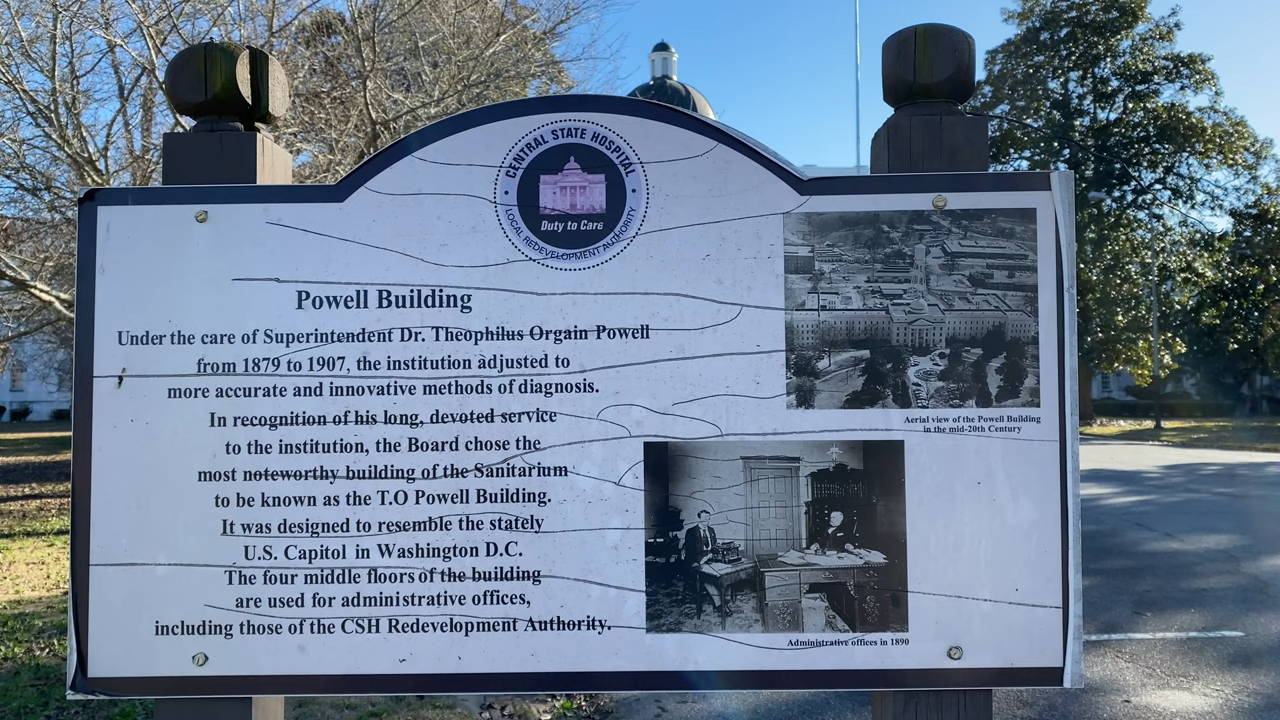 CENTRAL STATE HOSPITAL
Duty to Care
LOCAL REDEVELOPMENT AUTHORITY
Powell Building
Under the care of Superintendent Dr. Theophilus Orgain Powell
from 1879 to 1907, the institution adjusted to
more accurate and innovative methods of diagnosis.
In recognition of his long, devoted service
to the institution, the Board chose the
most noteworthy building of the Sanitarium
to be known as the T.O Powell Building.
It was designed to resemble the stately
U.S. Capitol in Washington D.C.
The four middle floors of the building
are used for administrative offices,
including those of the CSH Redevelopment Authority.
Aerial view of the Powell Building
in the mid-20th Century
Administrative offices in 1890